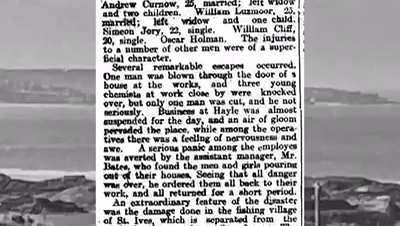 Andrew Curnow, 25, married; left widow
and two children. William Luzmoor, 25,
married; left widow and one child.
Simeon Jory, 22, single. William Cliff,
20, single. Oscar Holman. The injuries
to a number of other men were of a super-
ficial character.
Several remarkable escapes occurred.
One man was blown through the door of a
house at the works, and three young
chemists at work close by were knocked
over, but only one man was cut, and he not
seriously. Business at Hayle was almost
suspended for the day, and an air of gloom
pervaded the place, while among the opera-
tives there was a feeling of nervousness and
awe. A serious panic among the employes
was averted by the assistant manager, Mr.
Bates, who found the men and girls pouring
out of their houses. Seeing that all danger
was over, he ordered them all back to their
work, and all returned for a short period.
An extraordinary feature of the disaster
was the damage done in the fishing village
of St. Ives, which is separated from the